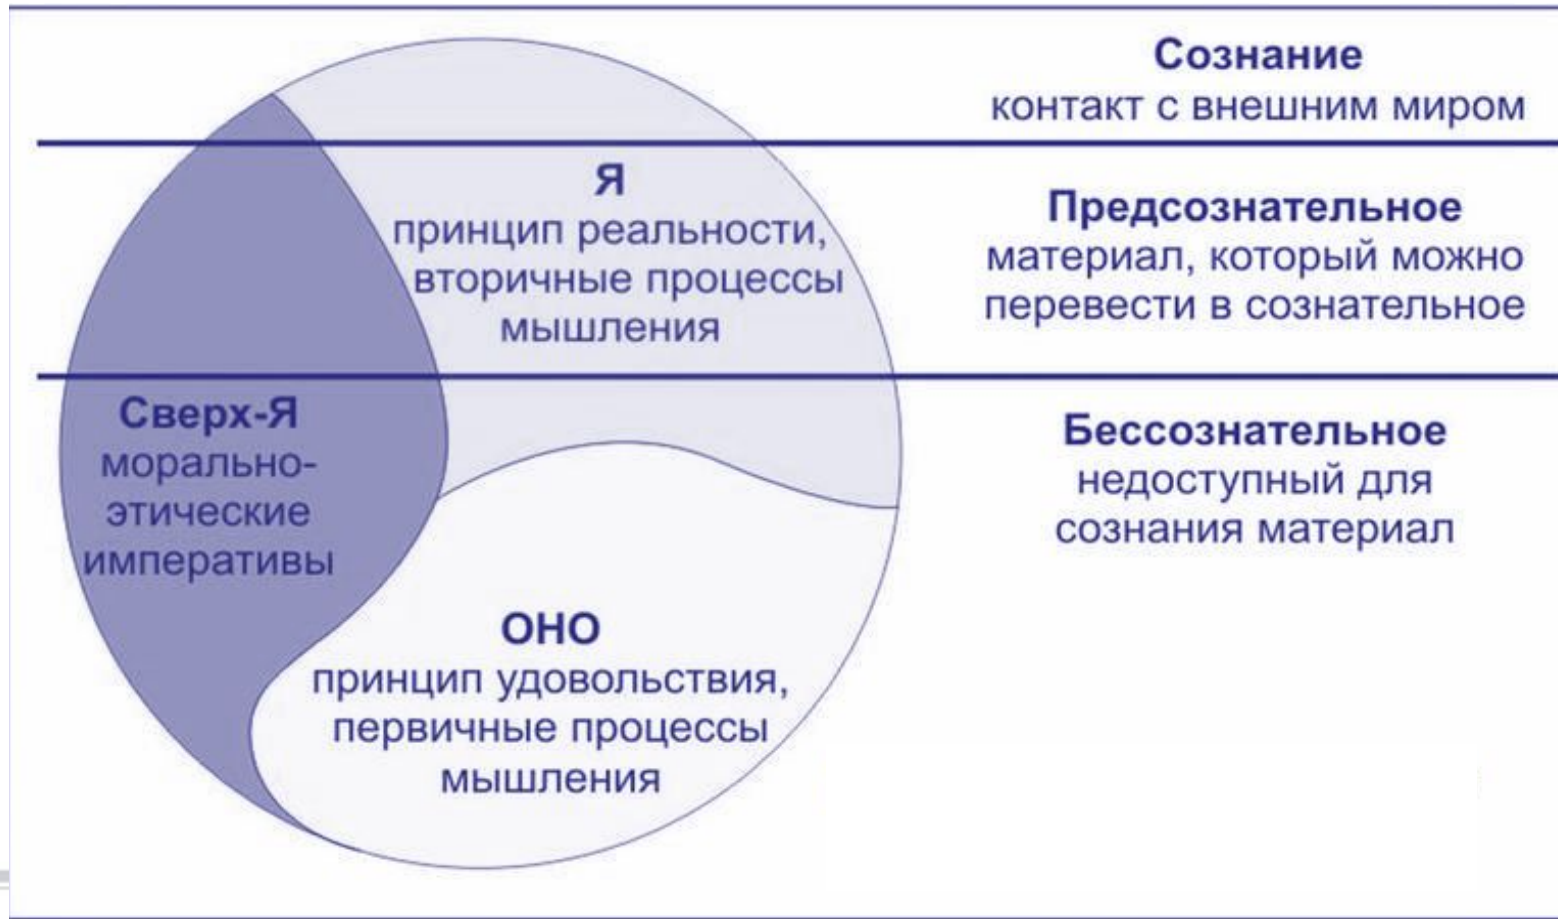 Сознание
контакт с внешним миром
Я
принцип реальности,
вторичные процессы
мышления
Предсознательное
материал, который можно
перевести в сознательное
Сверх-Я
морально-
этические
императивы
Бессознательное
недоступный для
сознания материал
ОНО
принцип удовольствия,
первичные процессы
мышления